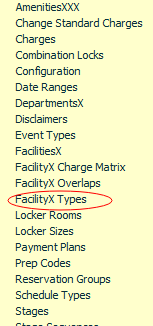 AmenitiesXXX
Change Standard Charges
Charges
Combination Locks
Configuration
Date Ranges
DepartmentsX
Disclaimers
Event Types
FacilitiesX
FacilityX Charge Matrix
FacilityX Overlaps
FacilityX Types
Locker Rooms
Locker Sizes
Payment Plans
Prep Codes
Reservation Groups
Schedule Types
Stages